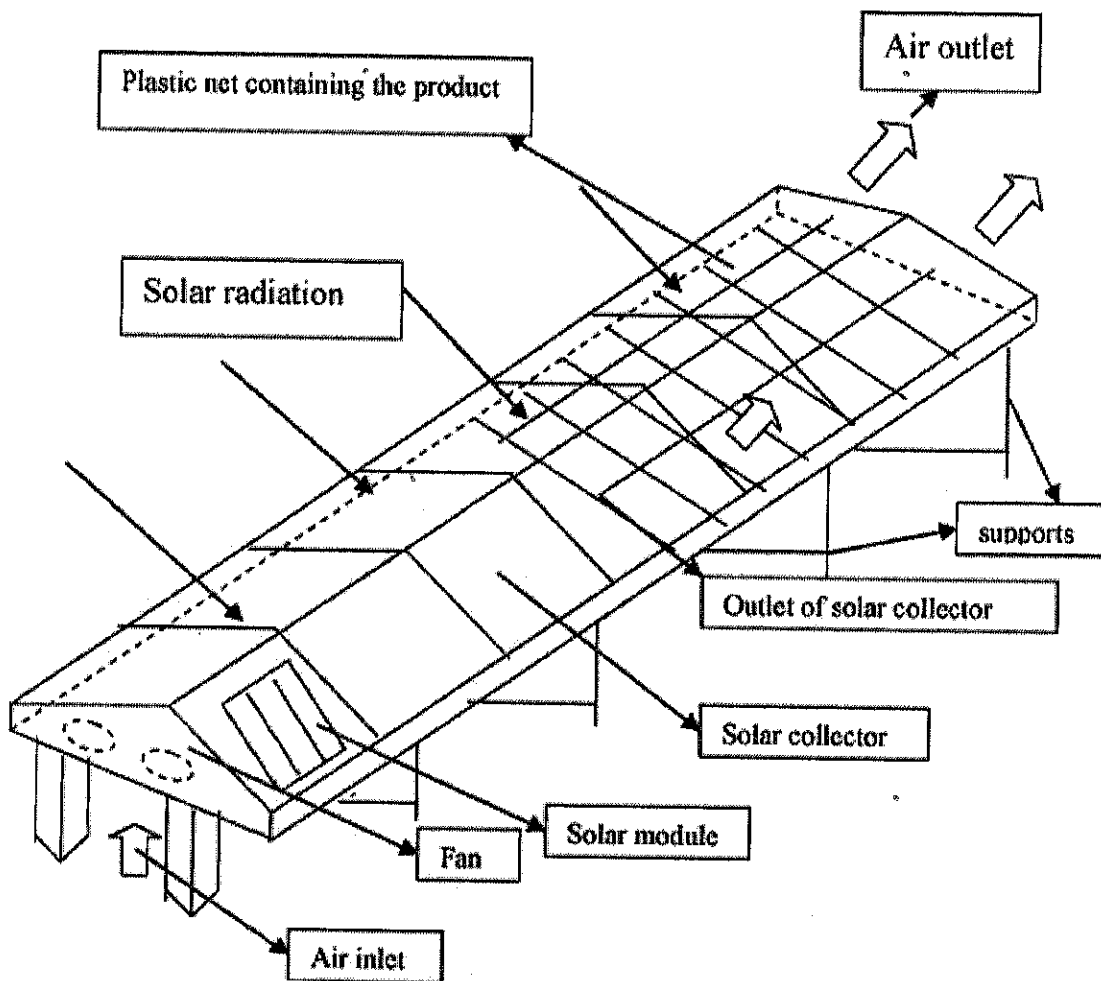 Air outlet
Plastic net containing the product
Solar radiation
supports
Outlet of solar collector
Solar collector
Solar module
Fan
Air inlet